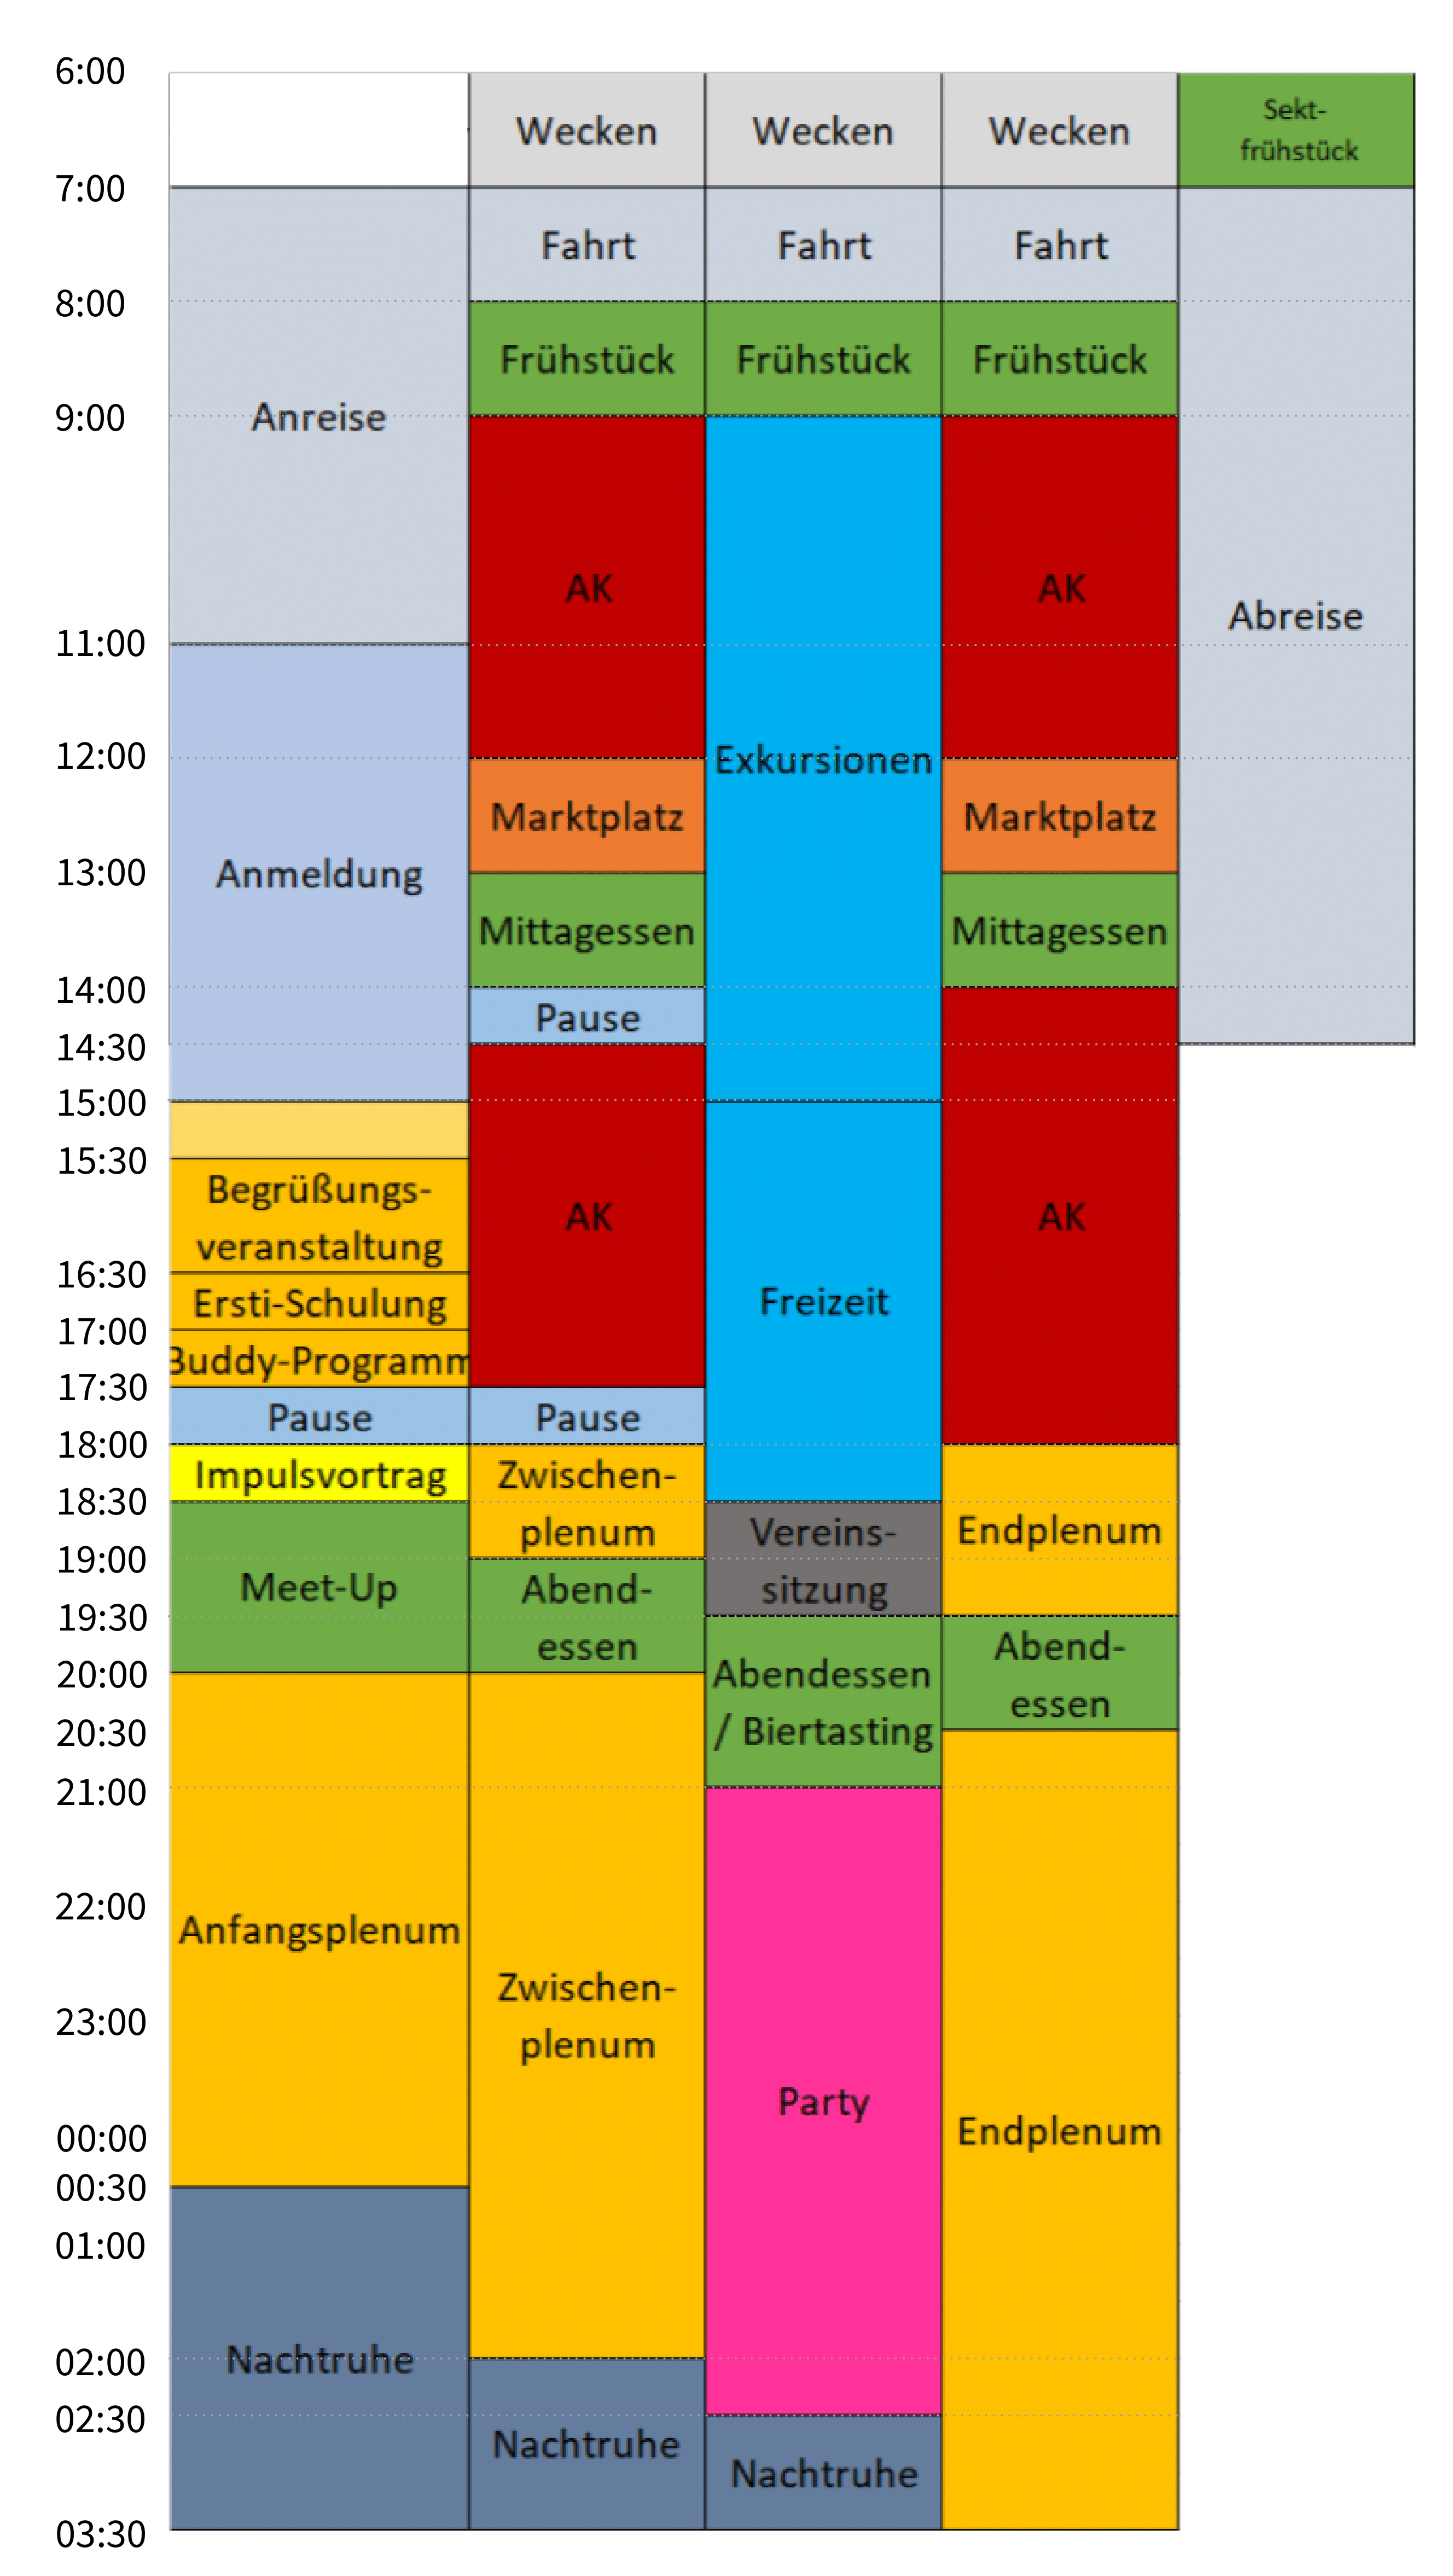 6:00
Wecken
Wecken
Wecken
Sekt-
frühstück
7:00
Fahrt
Fahrt
Fahrt
8:00
Frühstück
Frühstück
Frühstück
9:00
Anreise
AK
AK
Abreise
11:00
12:00
Exkursionen
Marktplatz
Marktplatz
13:00
Anmeldung
Mittagessen
Mittagessen
14:00
Pause
14:30
15:00
15:30
Begrüßungs-
veranstaltung
AK
AK
16:30
Ersti-Schulung
Freizeit
17:00
Buddy-Programm
17:30
Pause
Pause
18:00
Impulsvortrag
Zwischen-
plenum
18:30
Vereins-
sitzung
Endplenum
19:00
Meet-Up
Abend-
essen
19:30
Abendessen
/ Biertasting
Abend-
essen
20:00
20:30
21:00
22:00
Anfangsplenum
Zwischen-
plenum
23:00
Party
Endplenum
00:00
00:30
01:00
Nachtruhe
02:00
02:30
Nachtruhe
Nachtruhe
03:30